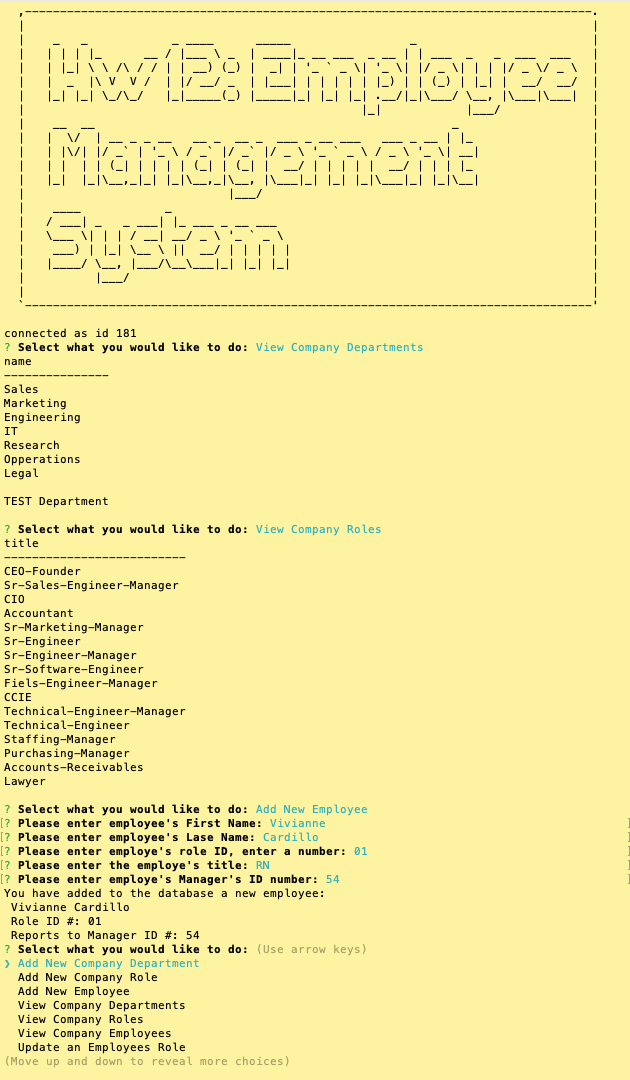 Hw 12: Employee
Management
System
connected as id 181
? Select what you would like to do: View Company Departments
name
---------------
Sales
Marketing
Engineering
IT
Research
Opperations
Legal
TEST Department
? Select what you would like to do: View Company Roles
title
--------------------------
CEO-Founder
Sr-Sales-Engineer-Manager
CIO
Accountant
Sr-Marketing-Manager
Sr-Engineer
Sr-Engineer-Manager
Sr-Software-Engineer
Fiels-Engineer-Manager
CCIE
Technical-Engineer-Manager
Technical-Engineer
Staffing-Manager
Purchasing-Manager
Accounts-Receivables
Lawyer
? Select what you would like to do: Add New Employee
[? Please enter employee's First Name: Vivianne ]
[? Please enter employee's Lase Name: Cardillo ]
[? Please enter employe's role ID, enter a number: 01 ]
[? Please enter the employe's title: RN ]
[? Please enter employe's Manager's ID number: 54 ]
You have added to the database a new employee:
Vivianne Cardillo
Role ID #: 01
Reports to Manager ID #: 54
? Select what you would like to do: (Use arrow keys)
❯ Add New Company Department
Add New Company Role
Add New Employee
View Company Departments
View Company Roles
View Company Employees
Update an Employees Role
(Move up and down to reveal more choices)